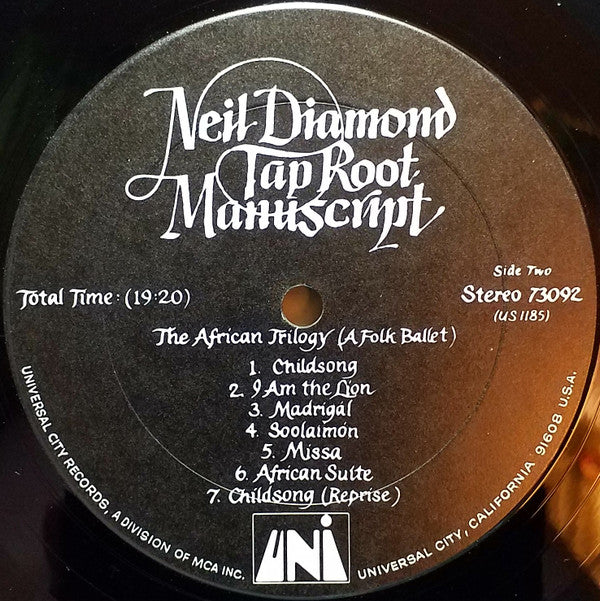 Neil Diamond
Tap Root
Manuscript
Side Two
Total Time: (19:20)
Stereo 73092
(US 1185)
The African Trilogy (A Folk Ballet)
1. Childsong
2. I Am the Lion
3. Madrigal
4. Soolaimón
5. Missa
6. African Suite
7. Childsong (Reprise)
UNIVERSAL CITY RECORDS, A DIVISION OF MCA INC.
UNI
UNIVERSAL CITY, CALIFORNIA 91608 U.S.A.